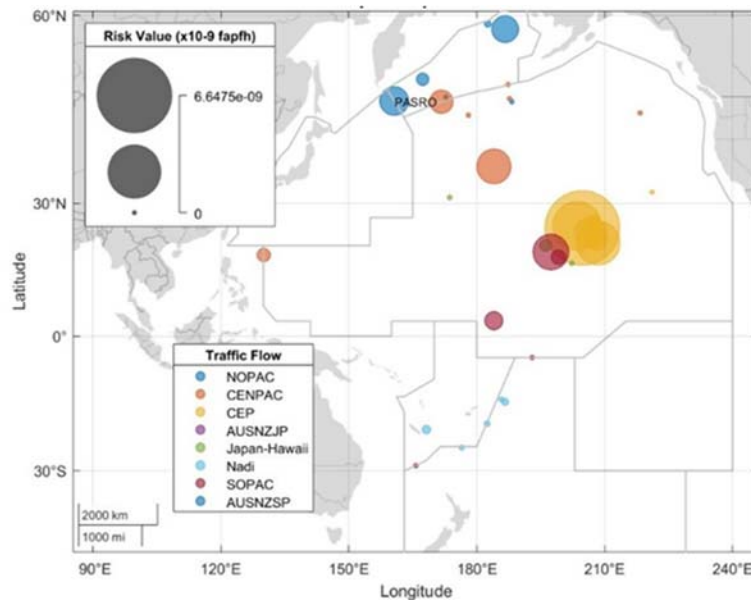 60°N
Risk Value (x10-9 fapfh)
6.6475e-09
0
PASRO
30°N
Latitude
0°
Traffic Flow
NOPAC
CENPAC
CEP
AUSNZJP
Japan-Hawaii
Nadi
SOPAC
AUSNZSP
30°S
2000 km
1000 mi
90°E 120°E 150°E 180°E 210°E 240°E
Longitude